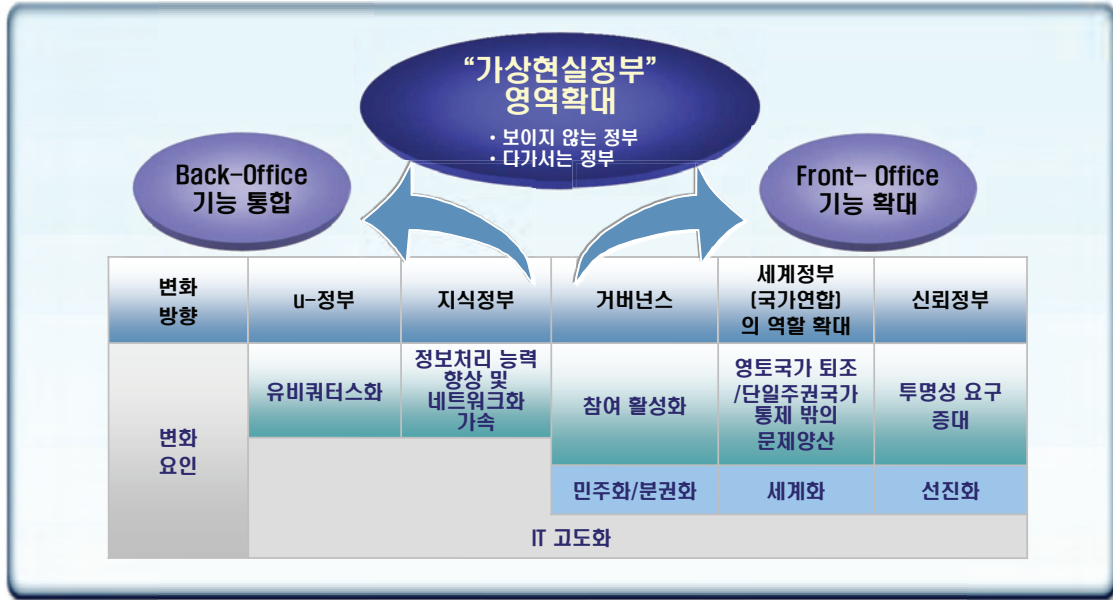 “가상현실정부”
영역확대
· 보이지 않는 정부
· 다가서는 정부
Back-Office
기능 통합
Front- Office
기능 확대
변화
방향
u-정부
지식정부
거버넌스
세계정부
(국가연합)
의 역할 확대
신뢰정부
변화
요인
유비쿼터스화
정보처리 능력
향상 및
네트워크화
가속
참여 활성화
영토국가 퇴조
/단일주권국가
통제 밖의
문제양산
투명성 요구
증대
민주화/분권화
세계화
선진화
IT 고도화